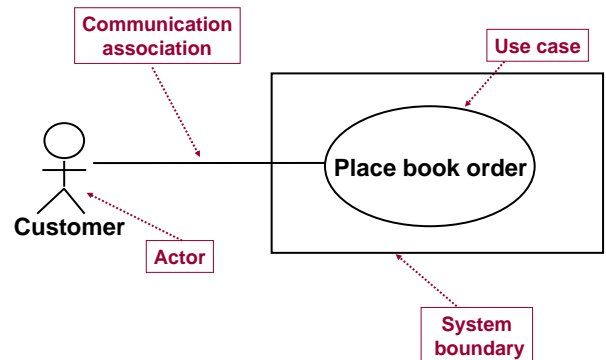 Communication
association
Use case
Place book order
Customer
Actor
System
boundary